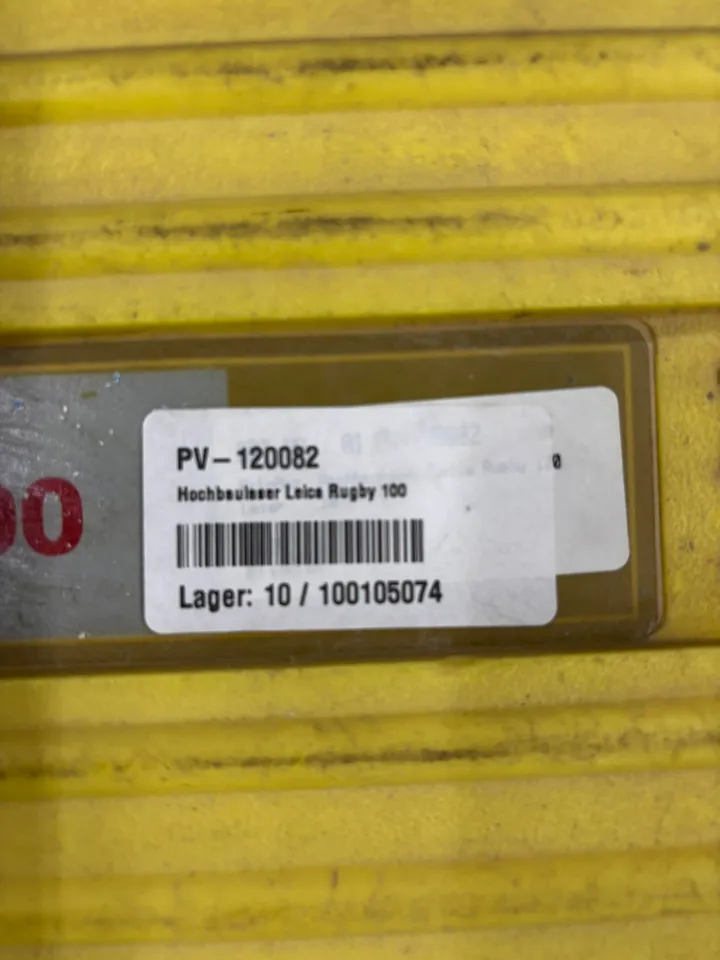 00
PV-120082
Hochbaulaser Leica Rugby 100
Lager: 10 / 100105074